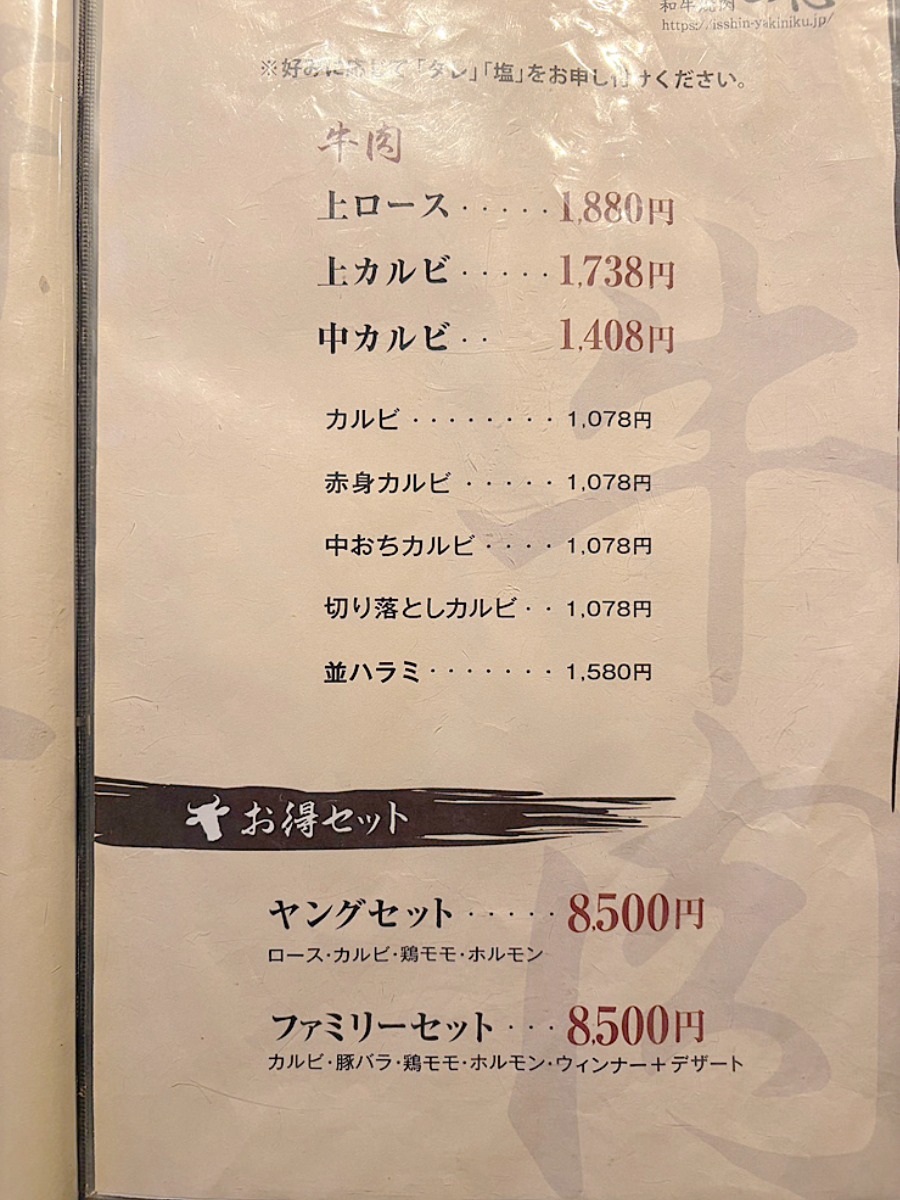 和牛焼肉
https://isshin-yakiniku.jp/
※好みに応じて「タレ」「塩」をお申し付けください。
牛肉
上ロース・・・・・1,880円
上カルビ・・・・・1,738円
中カルビ・・ 1,408円
カルビ・・・・・・・・・1,078円
赤身カルビ・・・・・1,078円
中おちカルビ・・・・1,078円
切り落としカルビ・・1,078円
並ハラミ・・・・・・・1,580円
お得セット
ヤングセット・・・・・8,500円
ロース・カルビ・鶏モモ・ホルモン
ファミリーセット・・・8,500円
カルビ・豚バラ・鶏モモ・ホルモン・ウィンナー＋デザート
牛肉